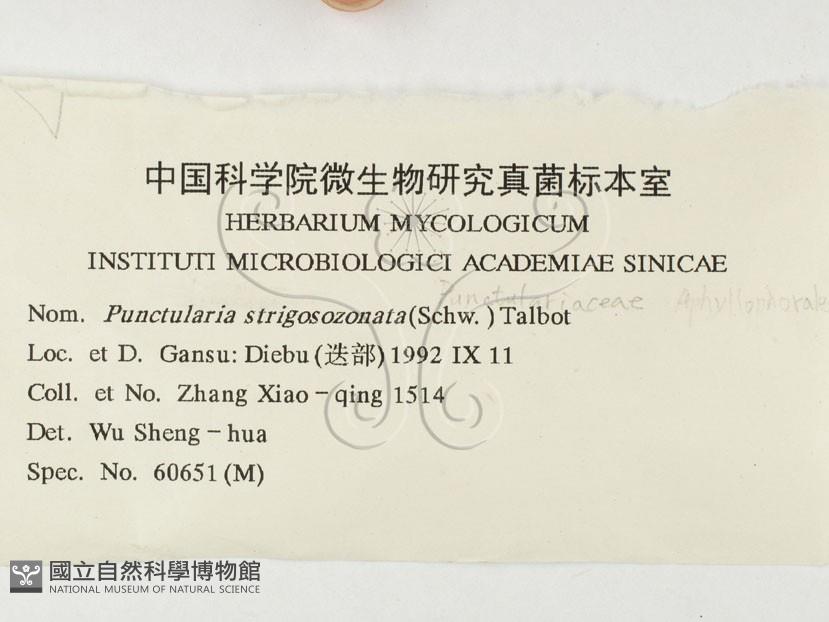 中国科学院微生物研究真菌标本室
HERBARIUM MYCOLOGICUM
INSTITUTI MICROBIOLOGICI ACADEMIAE SINICAE
Punctulariaceae Aphyllophorales
Nom. Punctularia strigosozonata(Schw.) Talbot
Loc. et D. Gansu: Diebu(迭部)1992 IX 11
Coll. et No. Zhang Xiao-qing 1514
Det. Wu Sheng-hua
Spec. No. 60651(M)
國立自然科學博物館
NATIONAL MUSEUM OF NATURAL SCIENCE